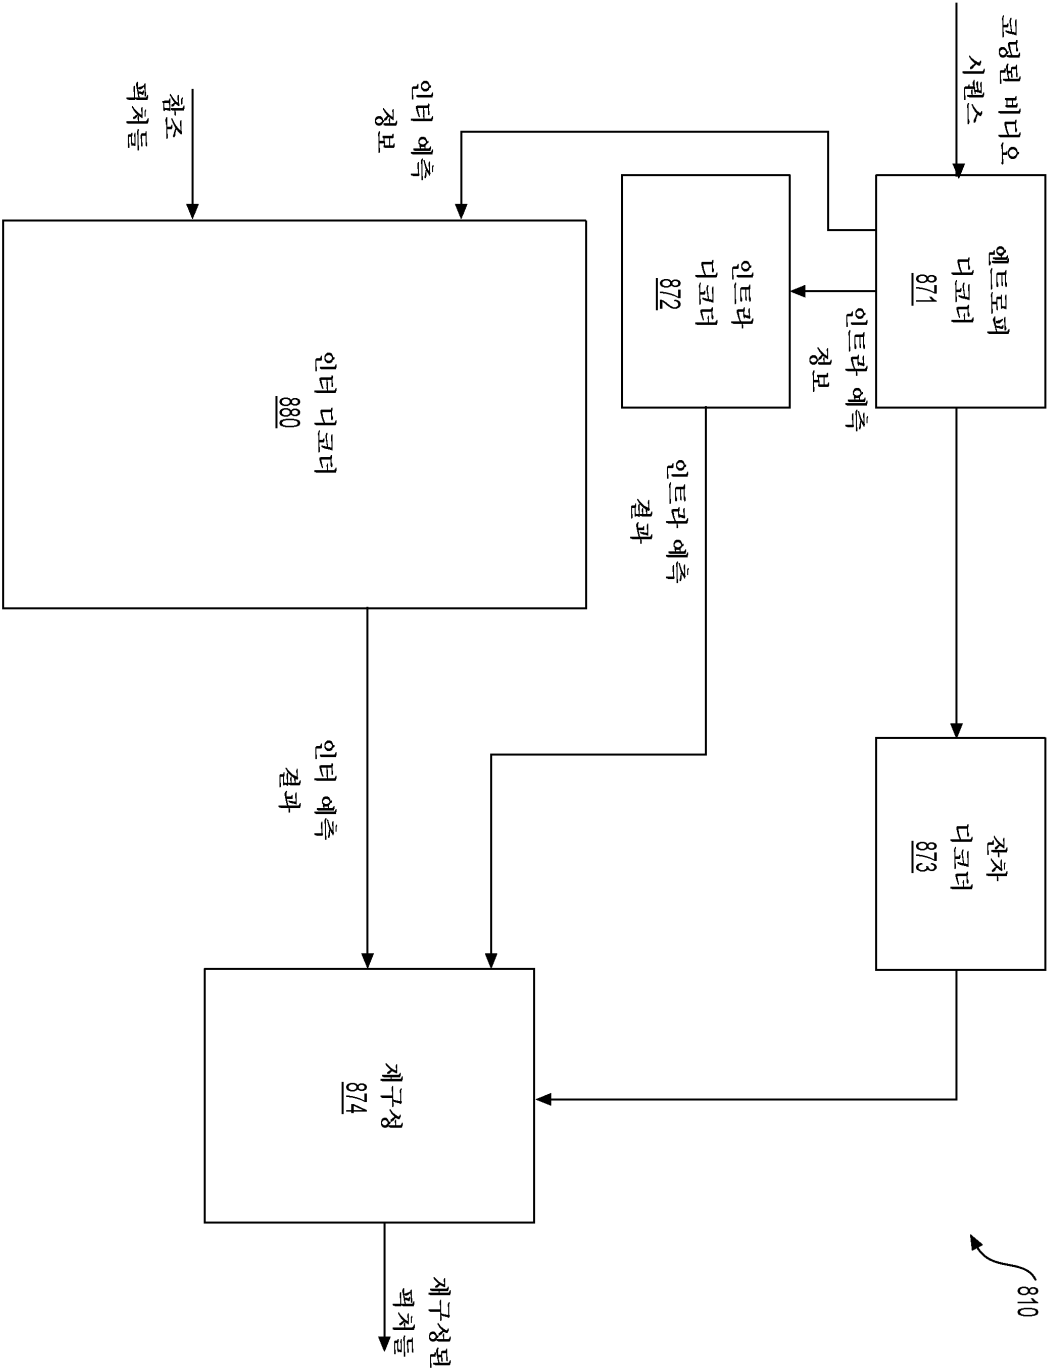 810
코딩된 비디오
시퀀스
엔트로피
디코더
871
잔차
디코더
873
인트라 예측
정보
인트라
디코더
872
인트라 예측
결과
인터 예측
정보
참조
픽처들
인터 디코더
880
인터 예측
결과
재구성
874
재구성된
픽처들